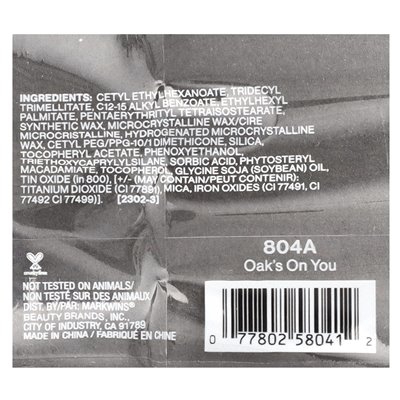 INGREDIENTS: CETYL ETHYLHEXANOATE, TRIDECYL
TRIMELLITATE, C12-15 ALKYL BENZOATE, ETHYLHEXYL
PALMITATE, PENTAERYTHRITYL TETRAISOSTEARATE,
SYNTHETIC WAX, MICROCRYSTALLINE WAX/CIRE
MICROCRISTALLINE, HYDROGENATED MICROCRYSTALLINE
WAX, CETYL PEG/PPG-10/1 DIMETHICONE, SILICA,
TOCOPHERYL ACETATE, PHENOXYETHANOL,
TRIETHOXYCAPRYLYLSILANE, SORBIC ACID, PHYTOSTERYL
MACADAMIATE, TOCOPHEROL, GLYCINE SOJA (SOYBEAN) OIL,
TIN OXIDE (in 800), [+/- (MAY CONTAIN/PEUT CONTENIR):
TITANIUM DIOXIDE (CI 77891), MICA, IRON OXIDES (CI 77491, CI
77492 CI 77499)]. [2302-3]
804A
Oak's On You
NOT TESTED ON ANIMALS/
NON TESTÉ SUR DES ANIMAUX
DIST. BY/PAR: MARKWINS®
BEAUTY BRANDS, INC.,
CITY OF INDUSTRY, CA 91789
MADE IN CHINA / FABRIQUÉ EN CHINE
0 77802 58041 2